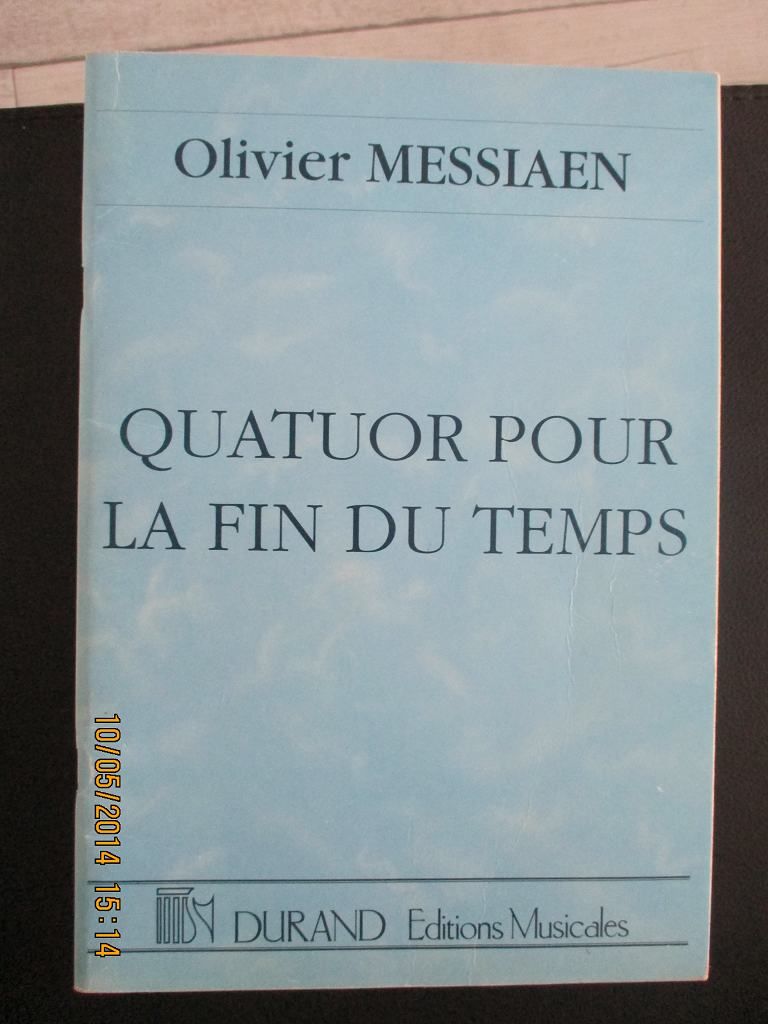 Olivier MESSIAEN
QUATUOR POUR
LA FIN DU TEMPS
DURAND Editions Musicales
10/05/2014 15:14